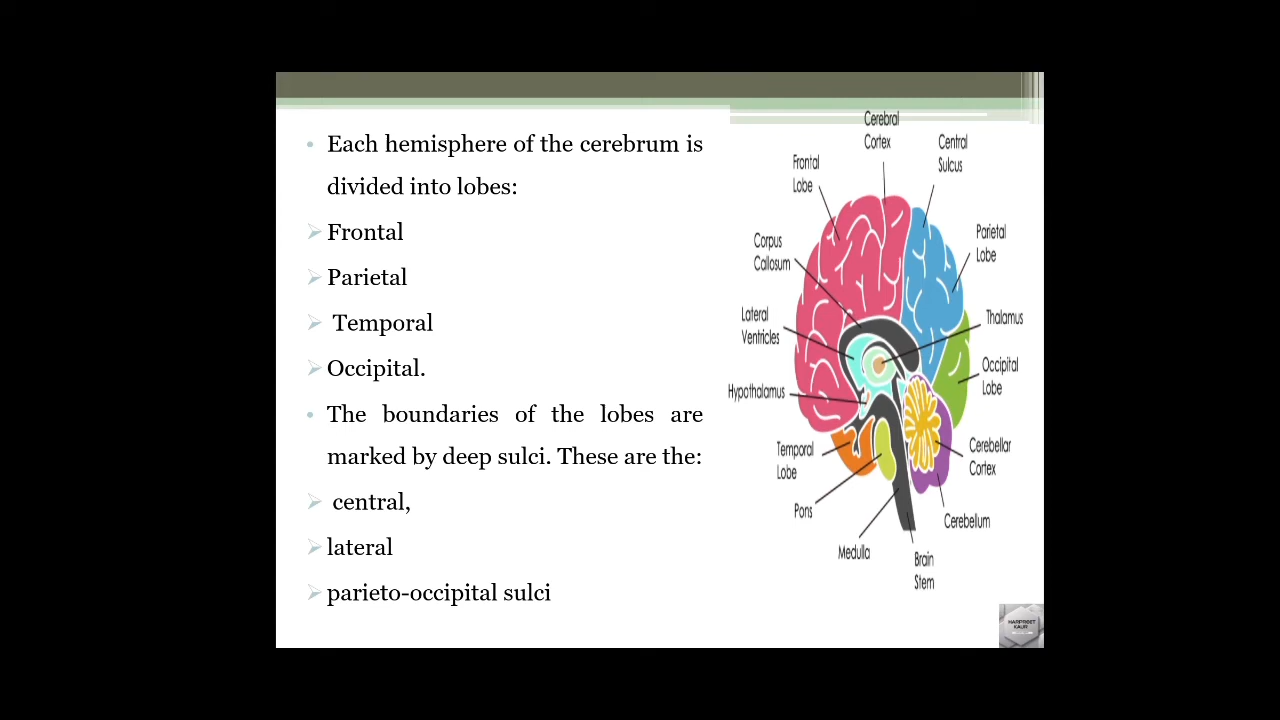 Each hemisphere of the cerebrum is
divided into lobes:
Frontal
Parietal
Temporal
Occipital.
The boundaries of the lobes are
marked by deep sulci. These are the:
central,
lateral
parieto-occipital sulci
Cerebral
Cortex
Central
Sulcus
Frontal
Lobe
Parietal
Lobe
Corpus
Callosum
Lateral
Ventricles
Thalamus
Occipital
Lobe
Hypothalamus
Temporal
Lobe
Cerebellar
Cortex
Pons
Cerebellum
Medulla
Brain
Stem
HARPREET
KAUR